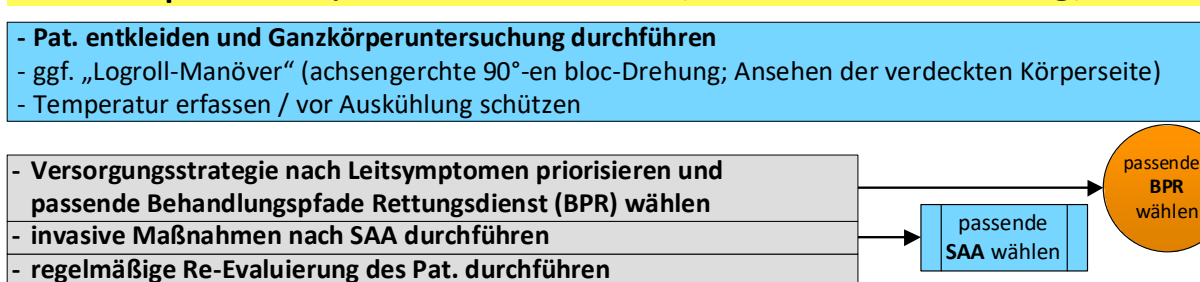 - Pat. entkleiden und Ganzkörperuntersuchung durchführen
- ggf. „Logroll-Manöver“ (achsengerchte 90°-en bloc-Drehung; Ansehen der verdeckten Körperseite)
- Temperatur erfassen / vor Auskühlung schützen
- Versorgungsstrategie nach Leitsymptomen priorisieren und
passende Behandlungspfade Rettungsdienst (BPR) wählen
- invasive Maßnahmen nach SAA durchführen
- regelmäßige Re-Evaluierung des Pat. durchführen
passende
BPR
wählen
passende
SAA wählen